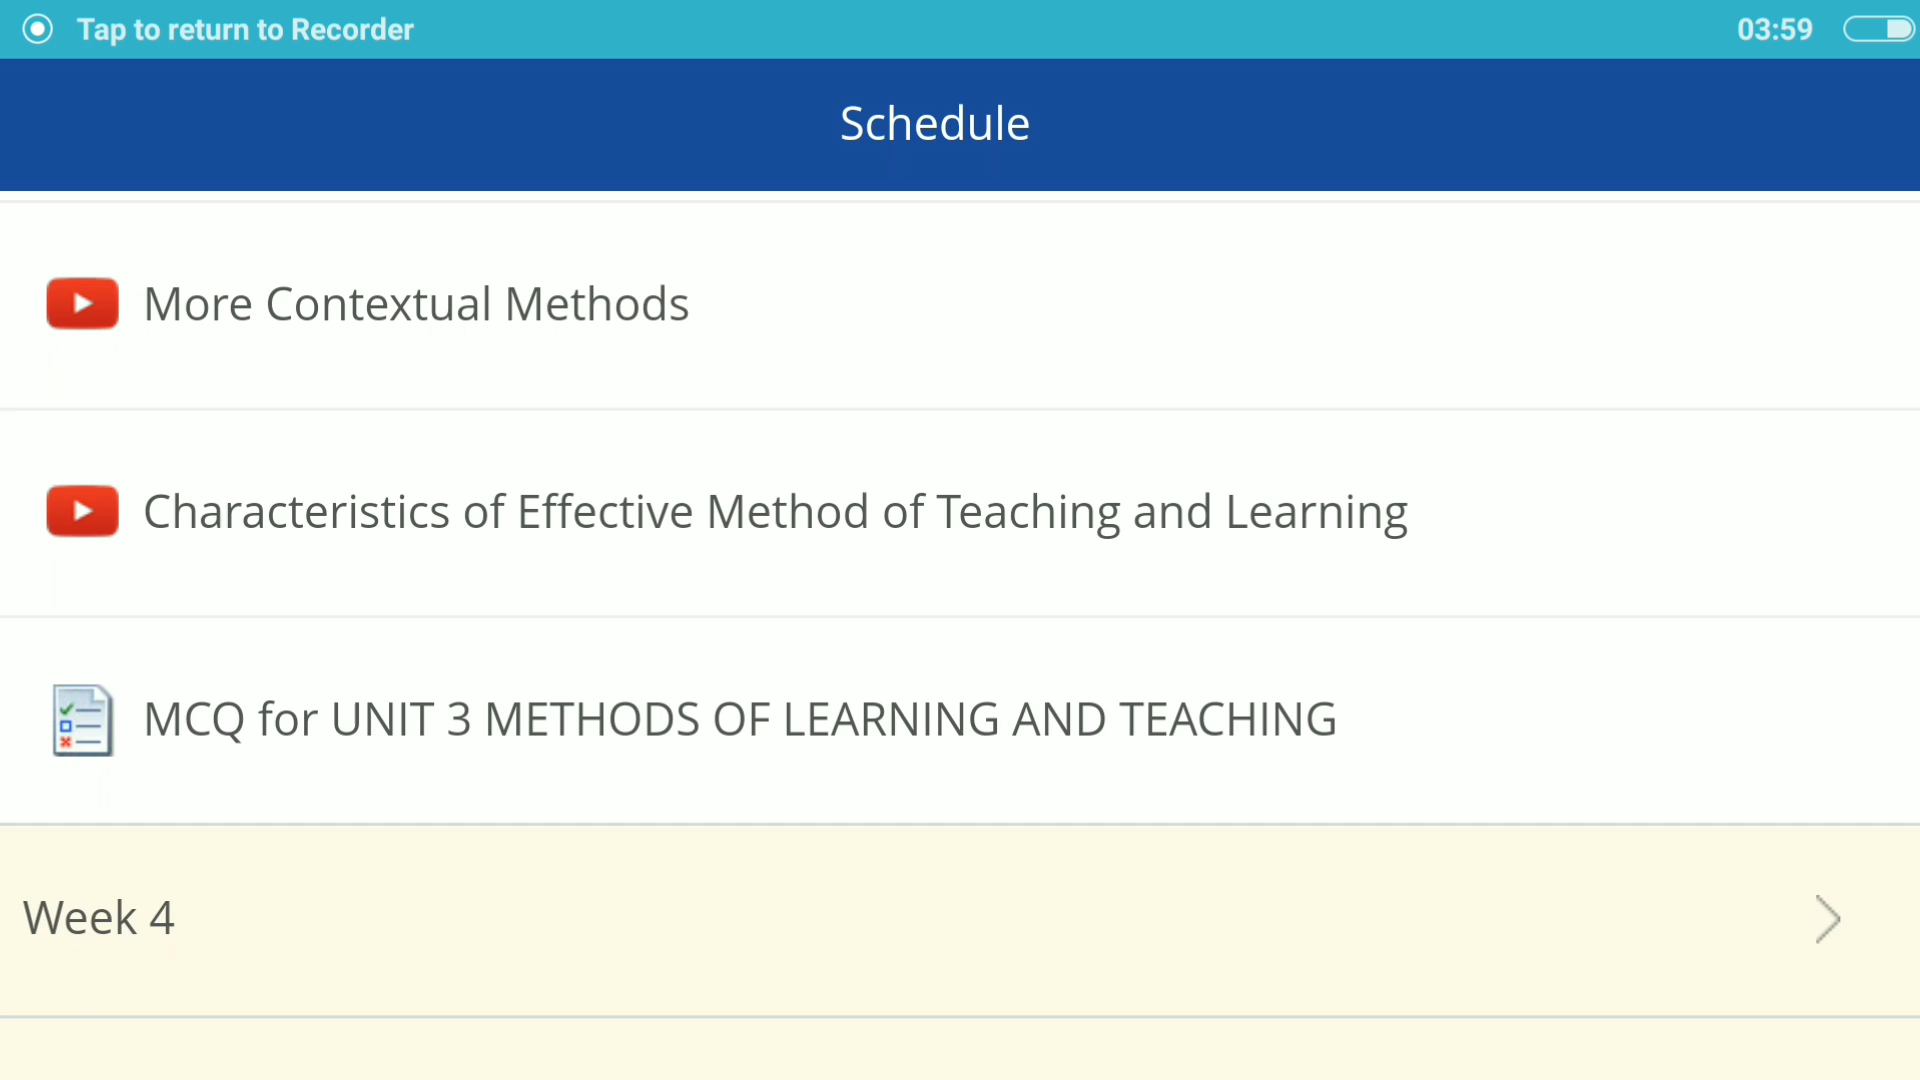 Tap to return to Recorder 03:59
Schedule
More Contextual Methods
Characteristics of Effective Method of Teaching and Learning
MCQ for UNIT 3 METHODS OF LEARNING AND TEACHING
Week 4